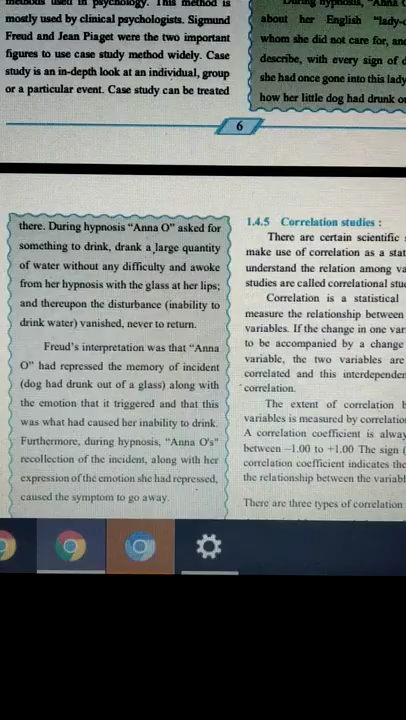 methods used in psychology. This method is
mostly used by clinical psychologists. Sigmund
Freud and Jean Piaget were the two important
figures to use case study method widely. Case
study is an in-depth look at an individual, group
or a particular event. Case study can be treated
During hypnosis, "Anna O
about her English "lady-c
whom she did not care for, and
describe, with every sign of d
she had once gone into this lady
how her little dog had drunk ou
6
there. During hypnosis "Anna O" asked for
something to drink, drank a large quantity
of water without any difficulty and awoke
from her hypnosis with the glass at her lips;
and thereupon the disturbance (inability to
drink water) vanished, never to return.
Freud's interpretation was that "Anna
O" had repressed the memory of incident
(dog had drunk out of a glass) along with
the emotion that it triggered and that this
was what had caused her inability to drink.
Furthermore, during hypnosis, "Anna O's"
recollection of the incident, along with her
expression of the emotion she had repressed,
caused the symptom to go away.
1.4.5 Correlation studies :
There are certain scientific
make use of correlation as a stat
understand the relation among va
studies are called correlational stud
Correlation is a statistical
measure the relationship between
variables. If the change in one var
to be accompanied by a change
variable, the two variables are
correlated and this interdependen
correlation.
The extent of correlation b
variables is measured by correlation
A correlation coefficient is alway
between −1.00 to +1.00 The sign (
correlation coefficient indicates the
the relationship between the variabl
There are three types of correlation